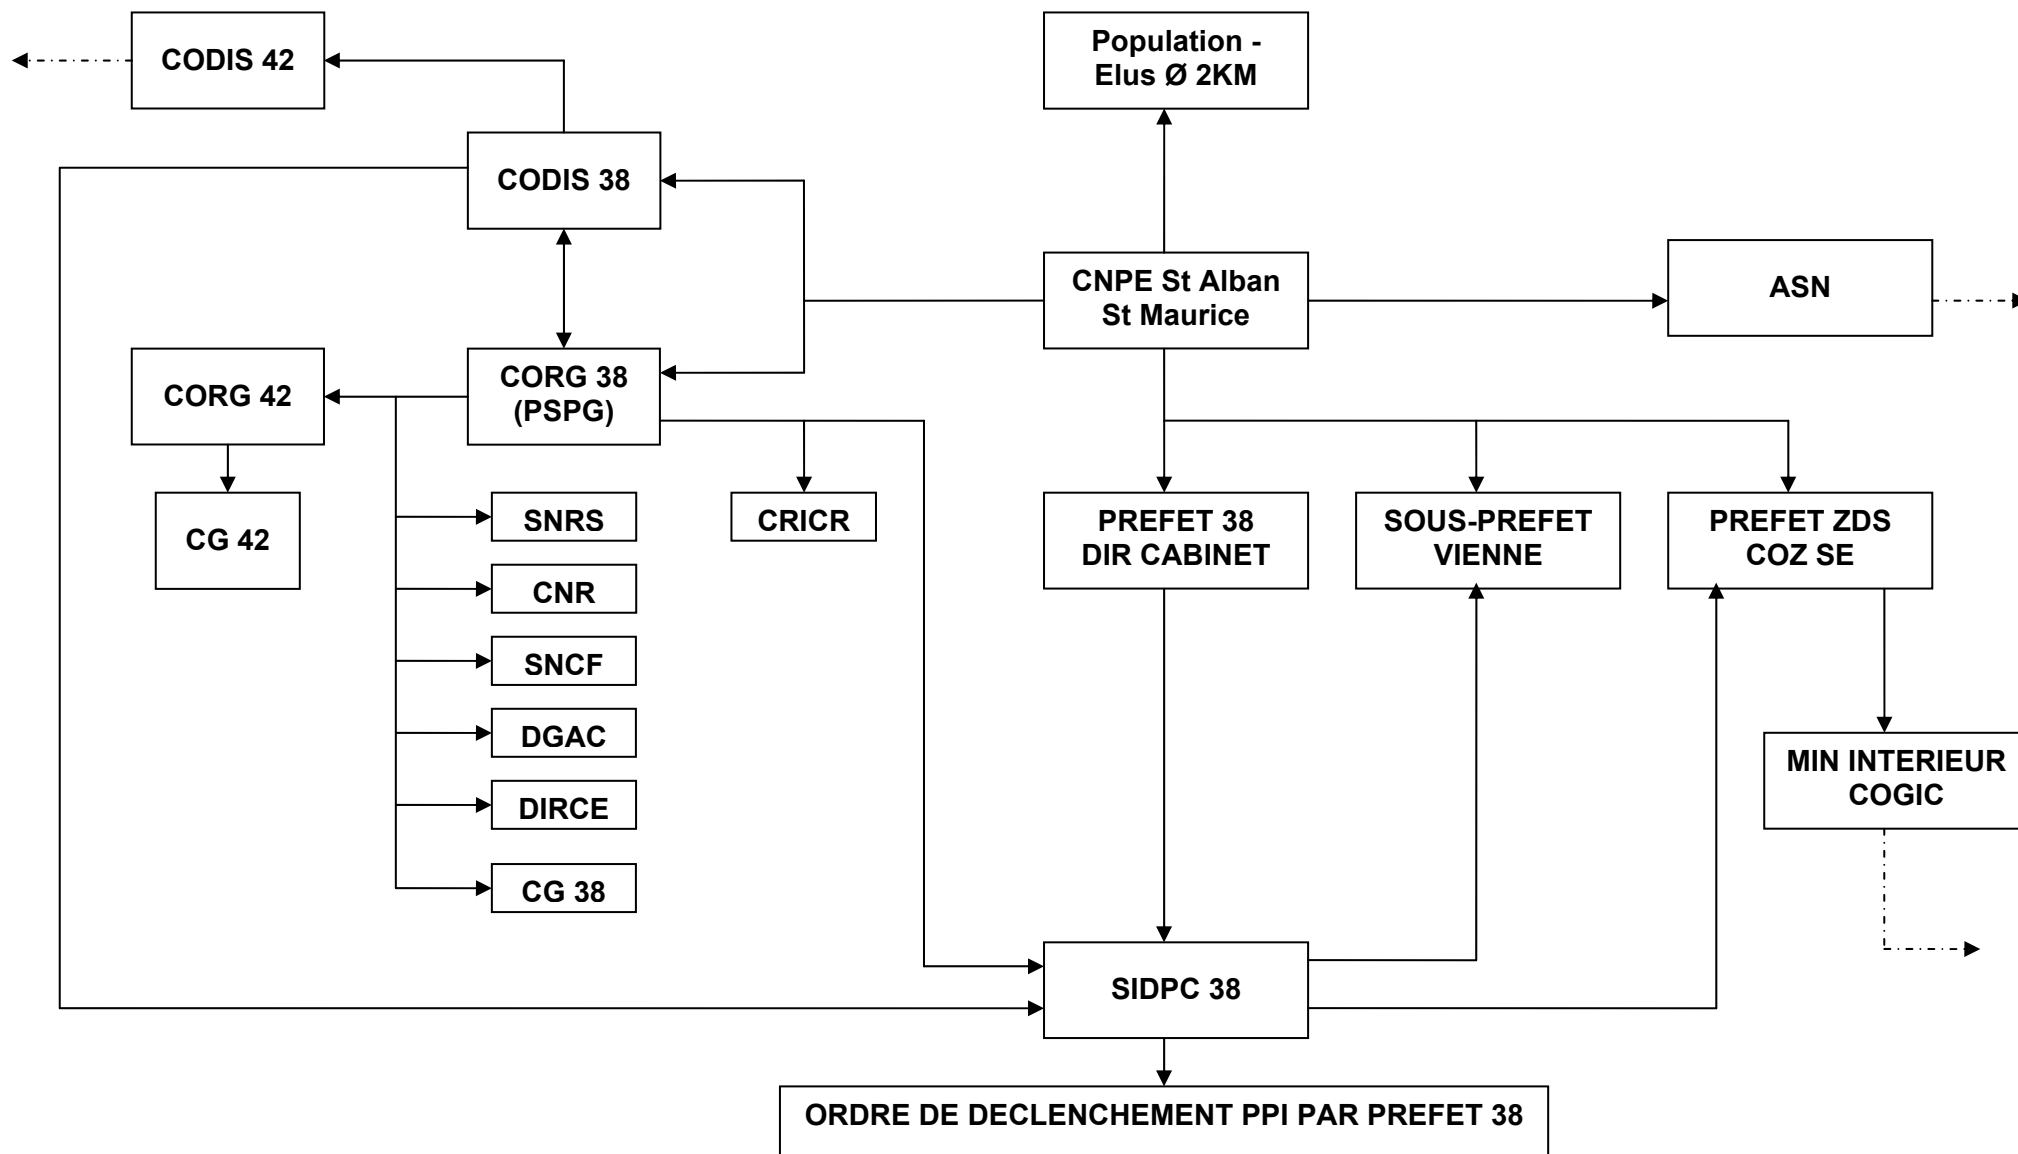 CODIS 42
Population -
Elus Ø 2KM
CODIS 38
CNPE St Alban
St Maurice
ASN
CORG 42
CORG 38
(PSPG)
CG 42
SNRS
CRICR
PREFET 38
DIR CABINET
SOUS-PREFET
VIENNE
PREFET ZDS
COZ SE
CNR
SNCF
DGAC
MIN INTERIEUR
COGIC
DIRCE
CG 38
SIDPC 38
ORDRE DE DECLENCHEMENT PPI PAR PREFET 38